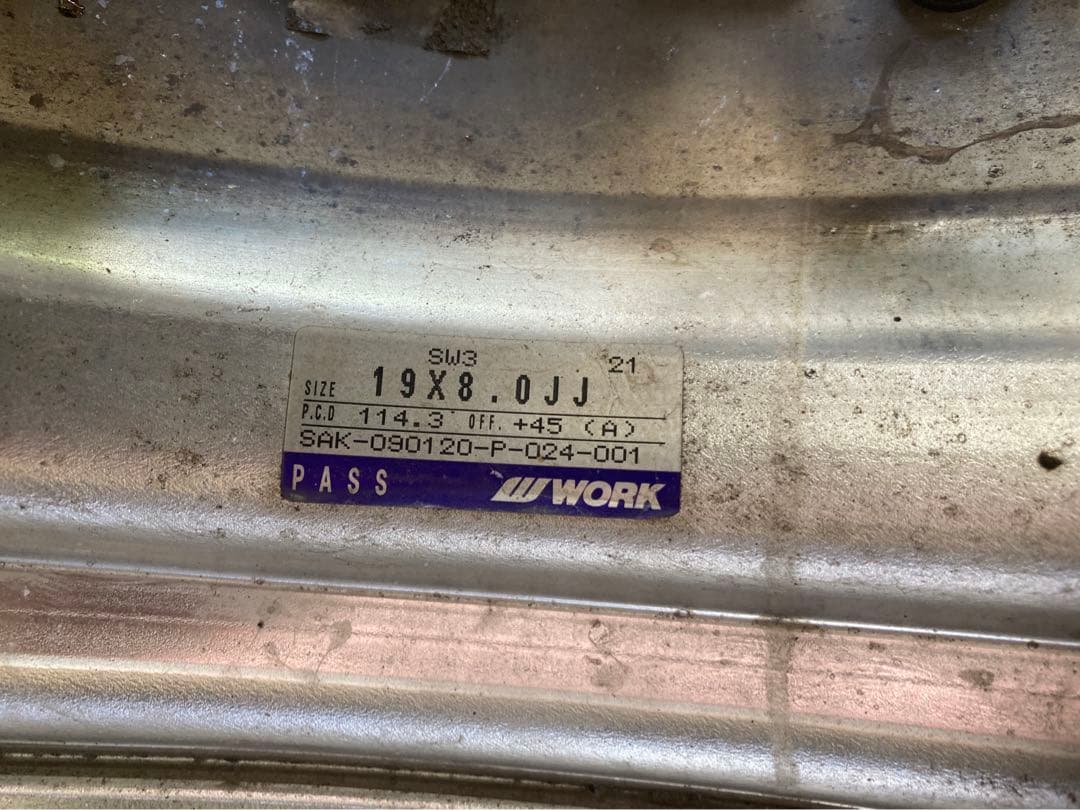 SW3 21
SIZE 19X8.0JJ
P.C.D 114.3 OFF. +45 (A)
SAK-090120-P-024-001
PASS WORK